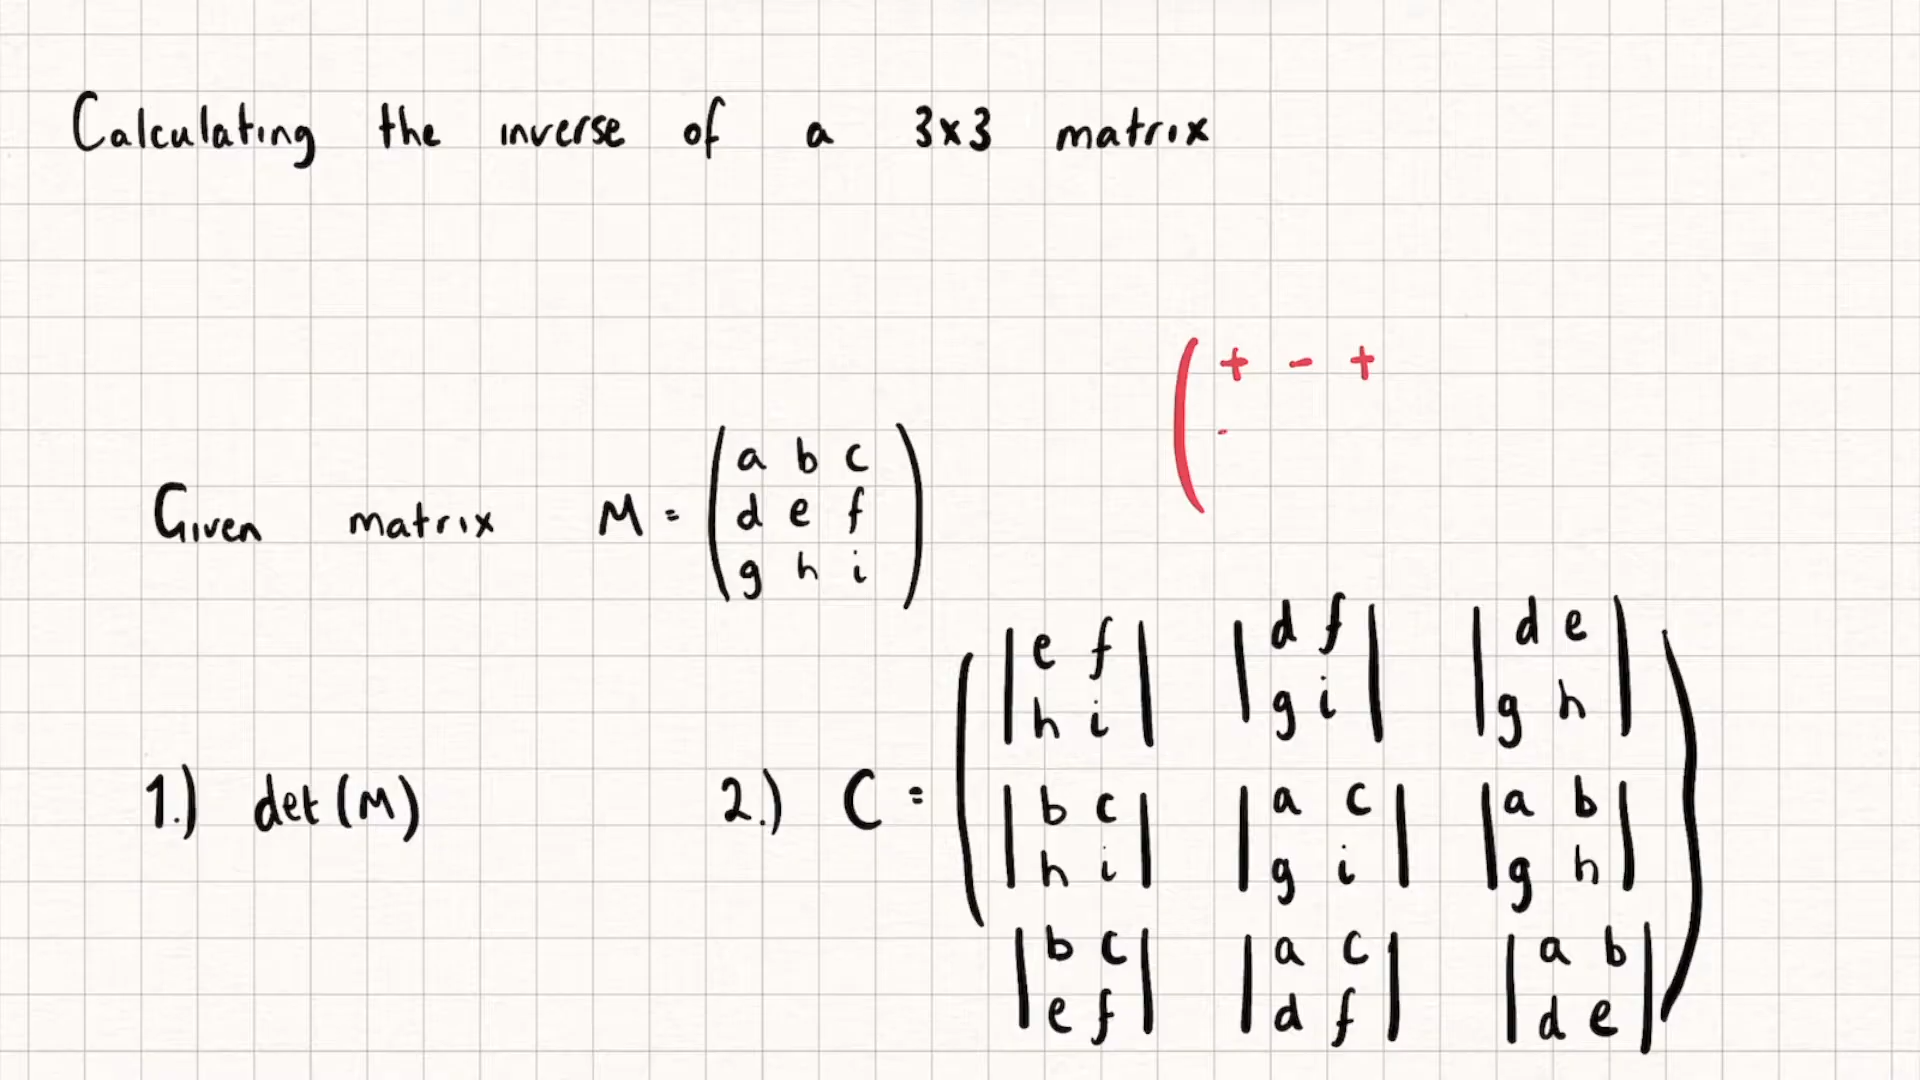 Calculating the inverse of a 3x3 matrix
( + - +
-
Given matrix M = ( a b c
d e f
g h i )
1.) det(M)
2.) C = ( | e f | | d f | | d e |
| h i | | g i | | g h |
| b c | | a c | | a b |
| h i | | g i | | g h |
| b c | | a c | | a b |
| e f | | d f | | d e | )